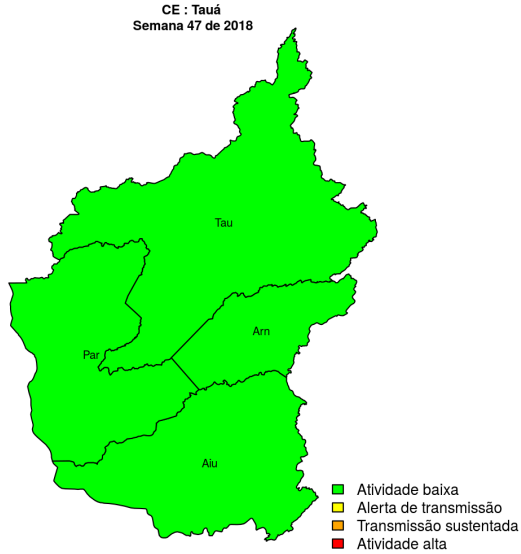 CE : Tauá
Semana 47 de 2018
Tau
Arn
Par
Aiu
Atividade baixa
Alerta de transmissão
Transmissão sustentada
Atividade alta